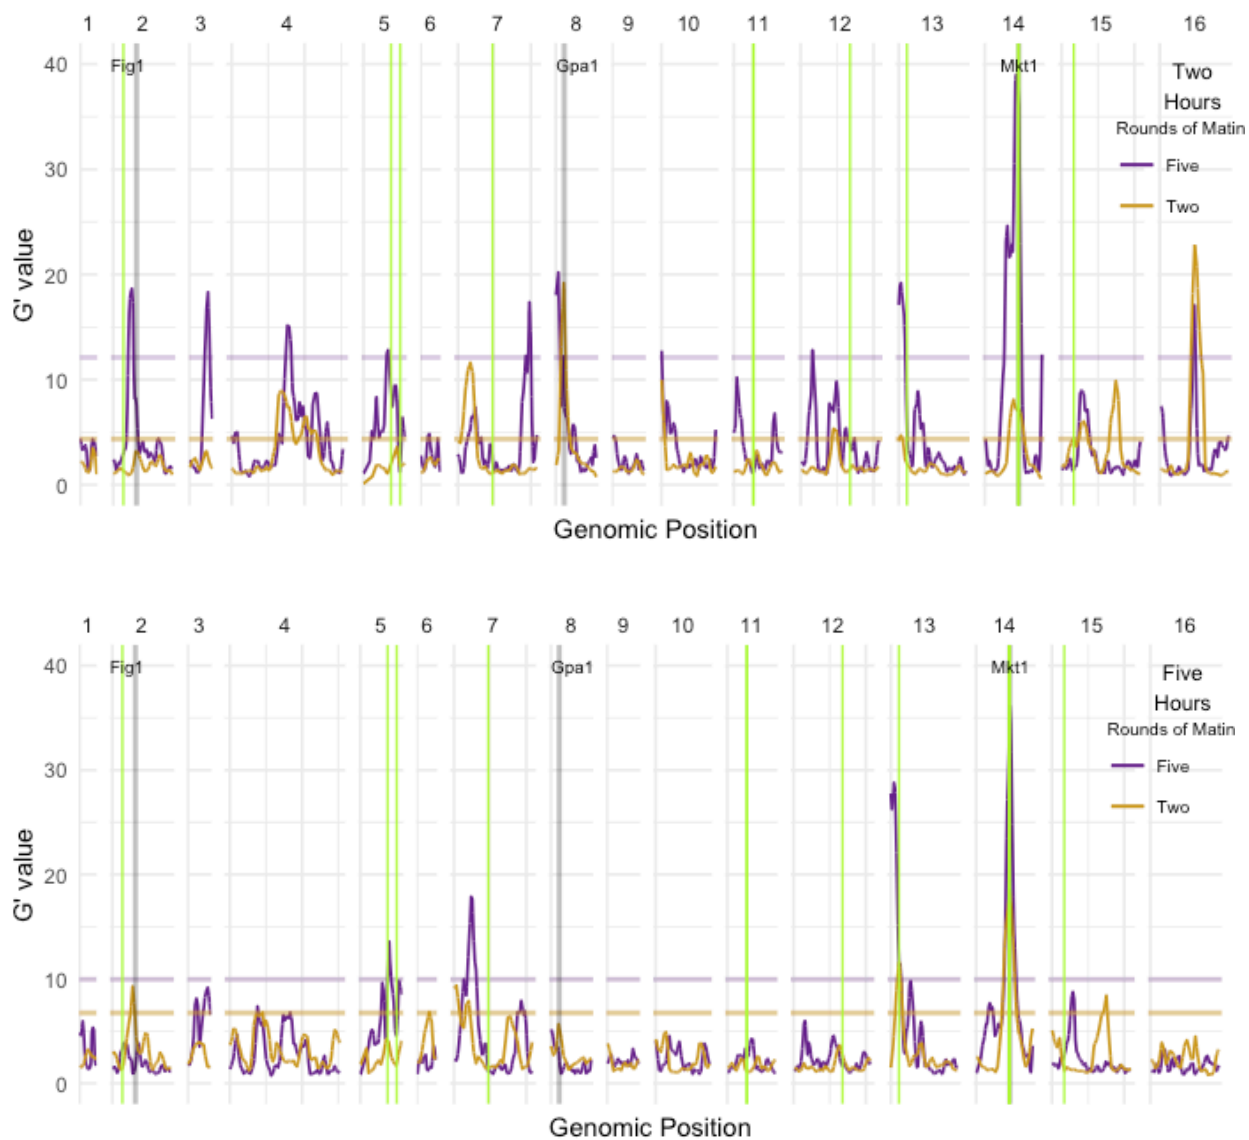 1 2 3 4 5 6 7 8 9 10 11 12 13 14 15 16
Fig1 Gpa1 Mkt1
Two
Hours
Rounds of Matin
Five
Two
40
30
20
10
0
G' value
Genomic Position
1 2 3 4 5 6 7 8 9 10 11 12 13 14 15 16
Fig1 Gpa1 Mkt1
Five
Hours
Rounds of Matin
Five
Two
40
30
20
10
0
G' value
Genomic Position